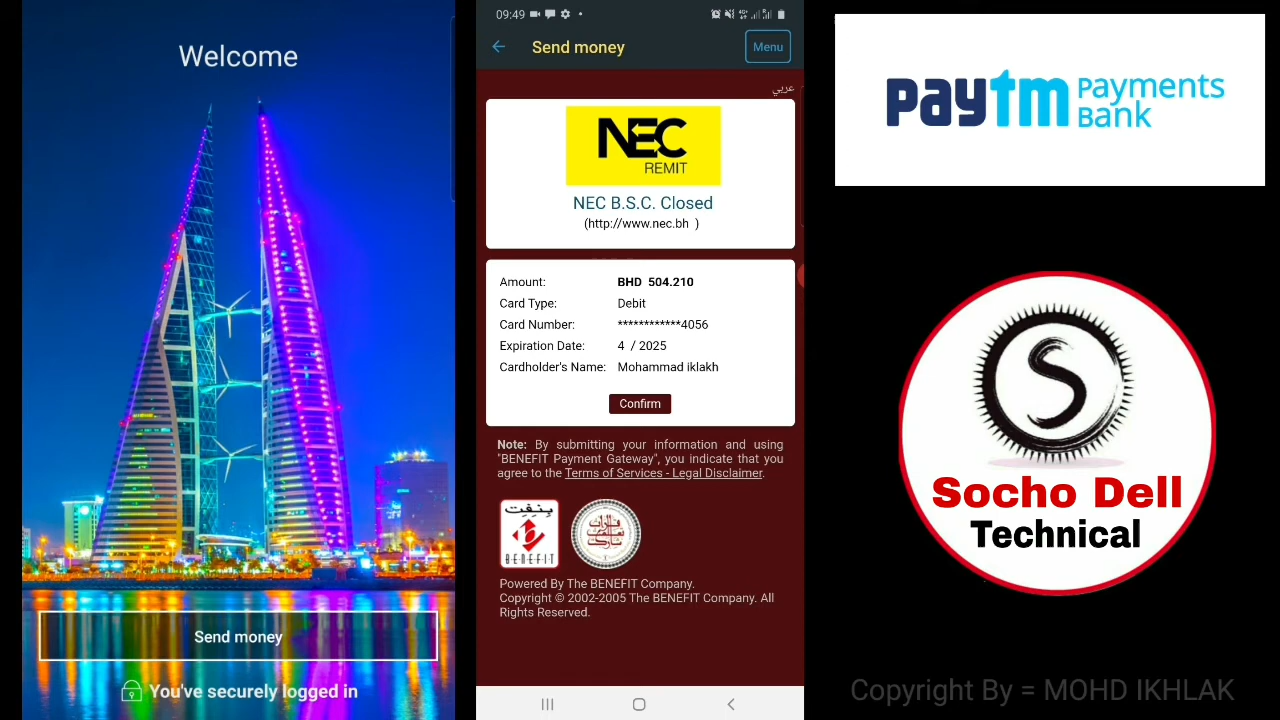 Welcome
Send money
You've securely logged in
09:49
Send money
Menu
عربي
NEC
REMIT
NEC B.S.C. Closed
(http://www.nec.bh )
Amount: BHD 504.210
Card Type: Debit
Card Number: ************4056
Expiration Date: 4 / 2025
Cardholder's Name: Mohammad iklakh
Confirm
Note: By submitting your information and using
"BENEFIT Payment Gateway", you indicate that you
agree to the Terms of Services - Legal Disclaimer.
بنفت
BENEFIT
Powered By The BENEFIT Company.
Copyright © 2002-2005 The BENEFIT Company. All
Rights Reserved.
paytm Payments
Bank
S
Socho Dell
Technical
Copyright By = MOHD IKHLAK